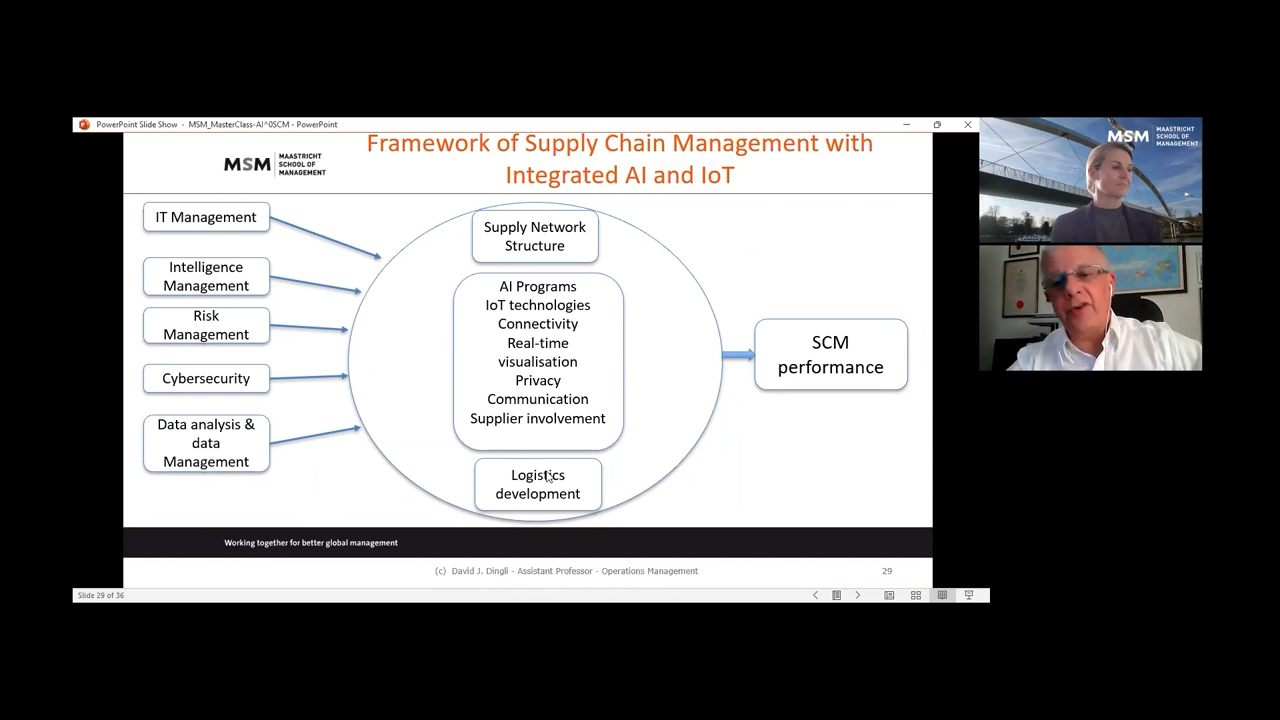 PowerPoint Slide Show - MSM_MasterClass-AI^0SCM - PowerPoint
Framework of Supply Chain Management with
Integrated AI and IoT
MSM
MAASTRICHT
SCHOOL OF
MANAGEMENT
IT Management
Intelligence
Management
Risk
Management
Cybersecurity
Data analysis &
data
Management
Supply Network
Structure
AI Programs
IoT technologies
Connectivity
Real-time
visualisation
Privacy
Communication
Supplier involvement
Logistics
development
SCM
performance
Working together for better global management
(c) David J. Dingli - Assistant Professor - Operations Management
29
Slide 29 of 36
MSM
MAASTRICHT
SCHOOL OF
MANAGEMENT